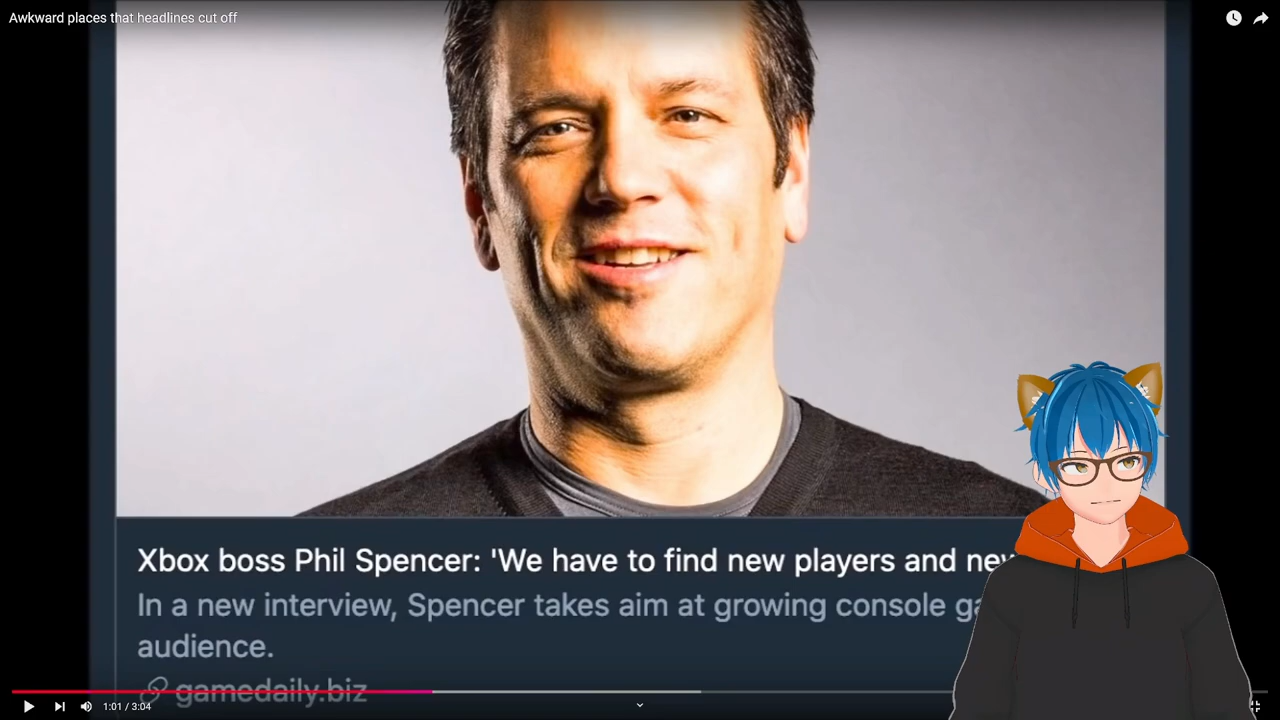 Awkward places that headlines cut off
Xbox boss Phil Spencer: 'We have to find new players and new
In a new interview, Spencer takes aim at growing console
audience.
gamedaily.biz
1:01 / 3:04